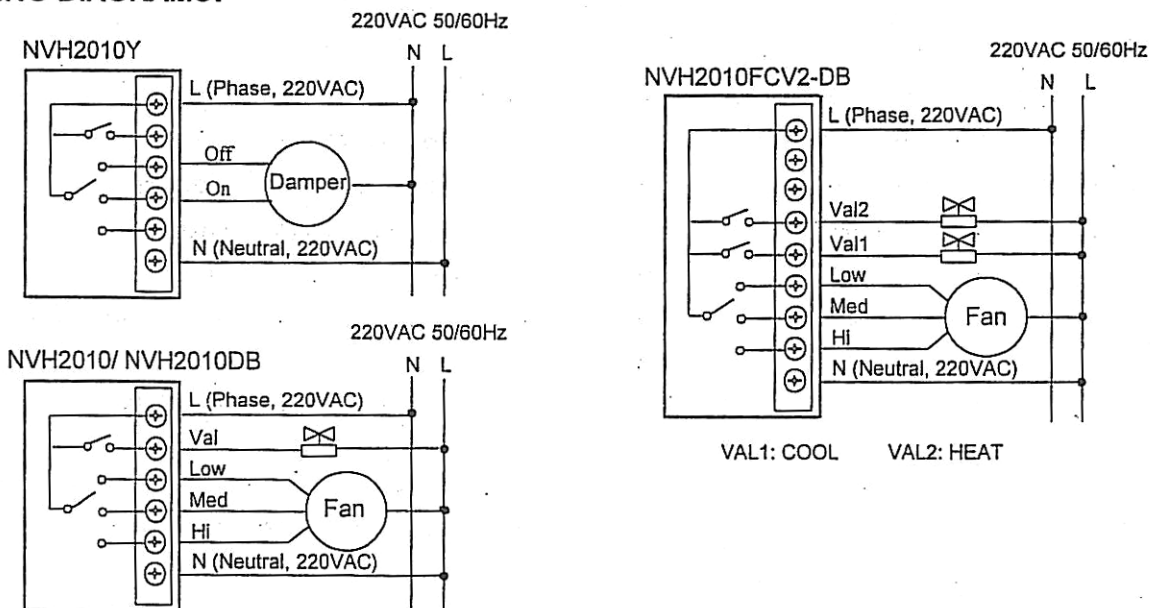 220VAC 50/60Hz
NVH2010Y
N L
L (Phase, 220VAC)
Off
On
Damper
N (Neutral, 220VAC)
220VAC 50/60Hz
NVH2010/ NVH2010DB
N L
L (Phase, 220VAC)
Val
Low
Med
Hi
Fan
N (Neutral, 220VAC)
220VAC 50/60Hz
NVH2010FCV2-DB
N L
L (Phase, 220VAC)
Val2
Val1
Low
Med
Hi
Fan
N (Neutral, 220VAC)
VAL1: COOL VAL2: HEAT